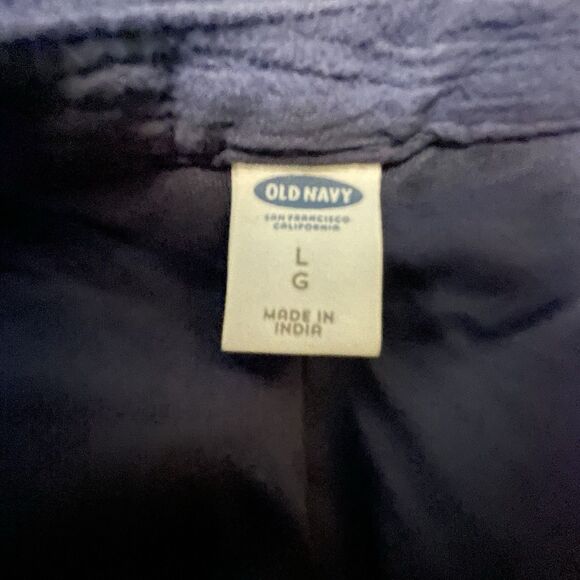 OLD NAVY
SAN FRANCISCO
CALIFORNIA
L
G
MADE IN
INDIA